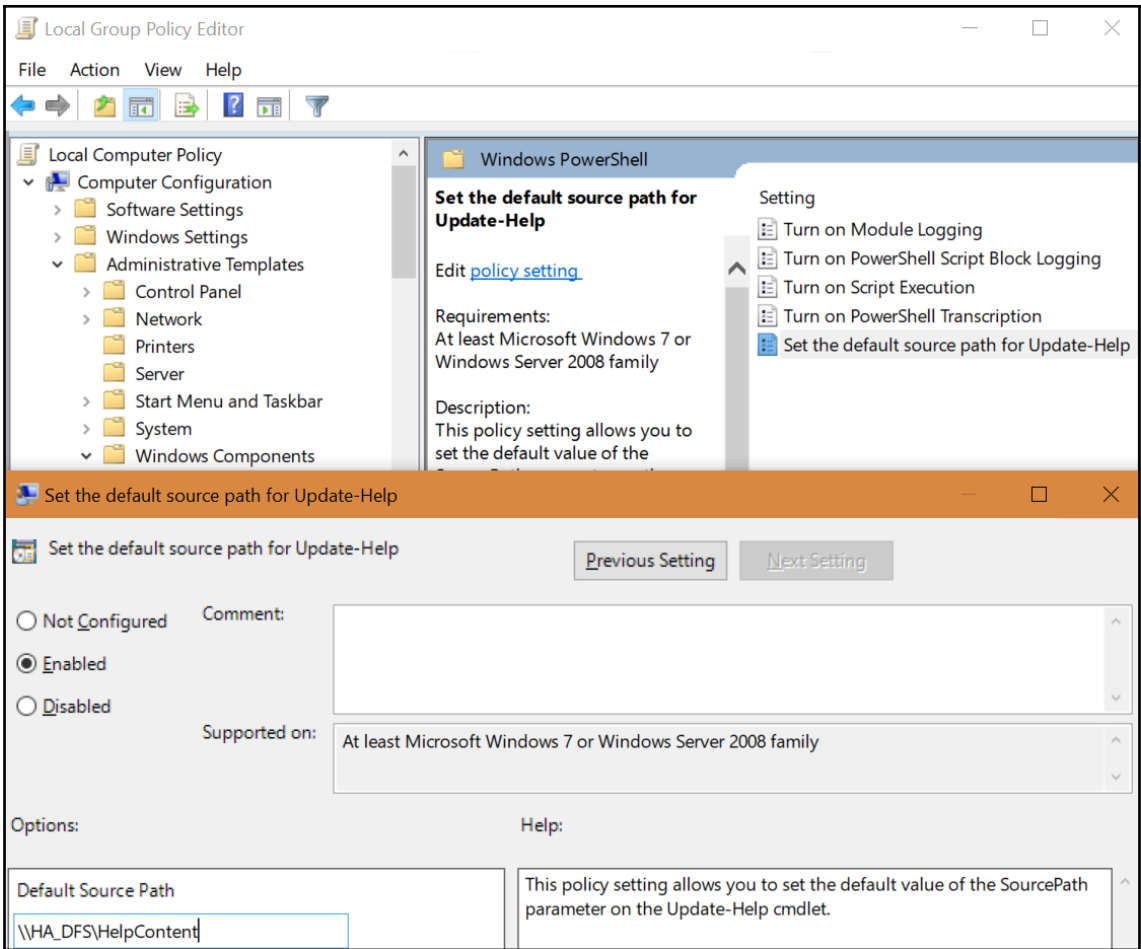 Local Group Policy Editor
File Action View Help
Local Computer Policy
Computer Configuration
Software Settings
Windows Settings
Administrative Templates
Control Panel
Network
Printers
Server
Start Menu and Taskbar
System
Windows Components
Windows PowerShell
Set the default source path for
Update-Help
Edit policy setting
Requirements:
At least Microsoft Windows 7 or
Windows Server 2008 family
Description:
This policy setting allows you to
set the default value of the
Setting
Turn on Module Logging
Turn on PowerShell Script Block Logging
Turn on Script Execution
Turn on PowerShell Transcription
Set the default source path for Update-Help
Set the default source path for Update-Help
Set the default source path for Update-Help
Previous Setting
Next Setting
Not Configured
Enabled
Disabled
Comment:
Supported on:
At least Microsoft Windows 7 or Windows Server 2008 family
Options:
Help:
Default Source Path
\\HA_DFS\HelpContent
This policy setting allows you to set the default value of the SourcePath
parameter on the Update-Help cmdlet.